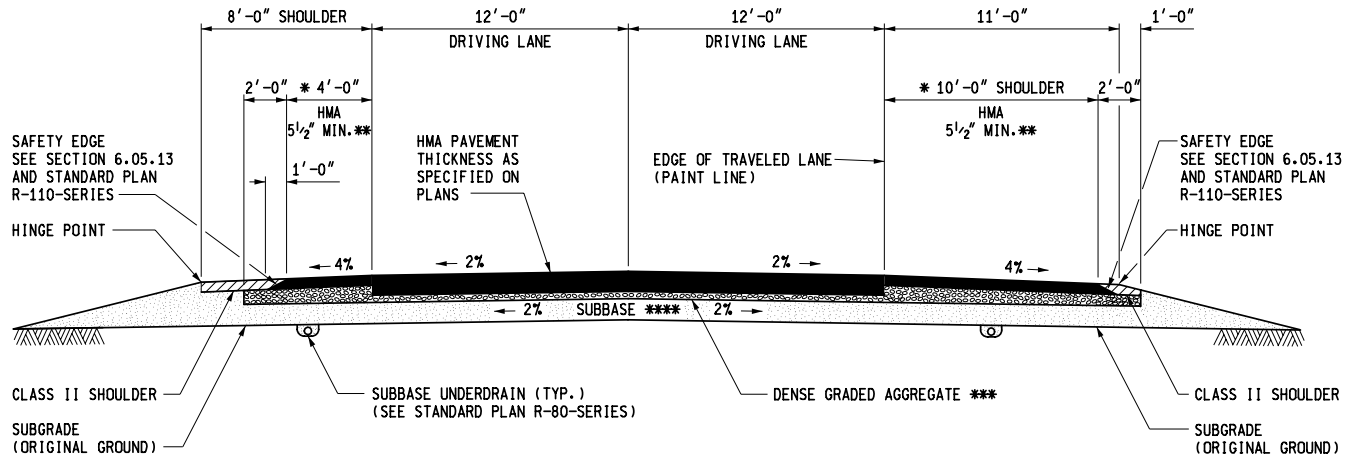 8'-0" SHOULDER
12'-0"
12'-0"
11'-0"
1'-0"
DRIVING LANE
DRIVING LANE
2'-0"
* 4'-0"
* 10'-0" SHOULDER
2'-0"
HMA
5 1/2" MIN.**
HMA
5 1/2" MIN.**
SAFETY EDGE
SEE SECTION 6.05.13
AND STANDARD PLAN
R-110-SERIES
1'-0"
HMA PAVEMENT
THICKNESS AS
SPECIFIED ON
PLANS
EDGE OF TRAVELED LANE
(PAINT LINE)
SAFETY EDGE
SEE SECTION 6.05.13
AND STANDARD PLAN
R-110-SERIES
HINGE POINT
HINGE POINT
4%
2%
2%
4%
2%
SUBBASE ****
2%
CLASS II SHOULDER
SUBBASE UNDERDRAIN (TYP.)
(SEE STANDARD PLAN R-80-SERIES)
DENSE GRADED AGGREGATE ***
CLASS II SHOULDER
SUBGRADE
(ORIGINAL GROUND)
SUBGRADE
(ORIGINAL GROUND)